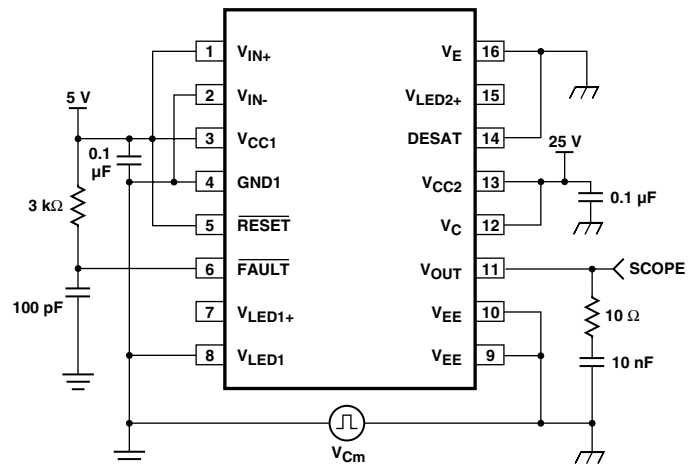 1 V_IN+ V_E 16
2 V_IN- V_LED2+ 15
5 V
3 V_CC1 DESAT 14
0.1 µF
25 V
4 GND1 V_CC2 13
0.1 µF
3 kΩ
5 RESET V_C 12
6 FAULT V_OUT 11 SCOPE
100 pF
7 V_LED1+ V_EE 10
10 Ω
8 V_LED1 V_EE 9
10 nF
V_Cm